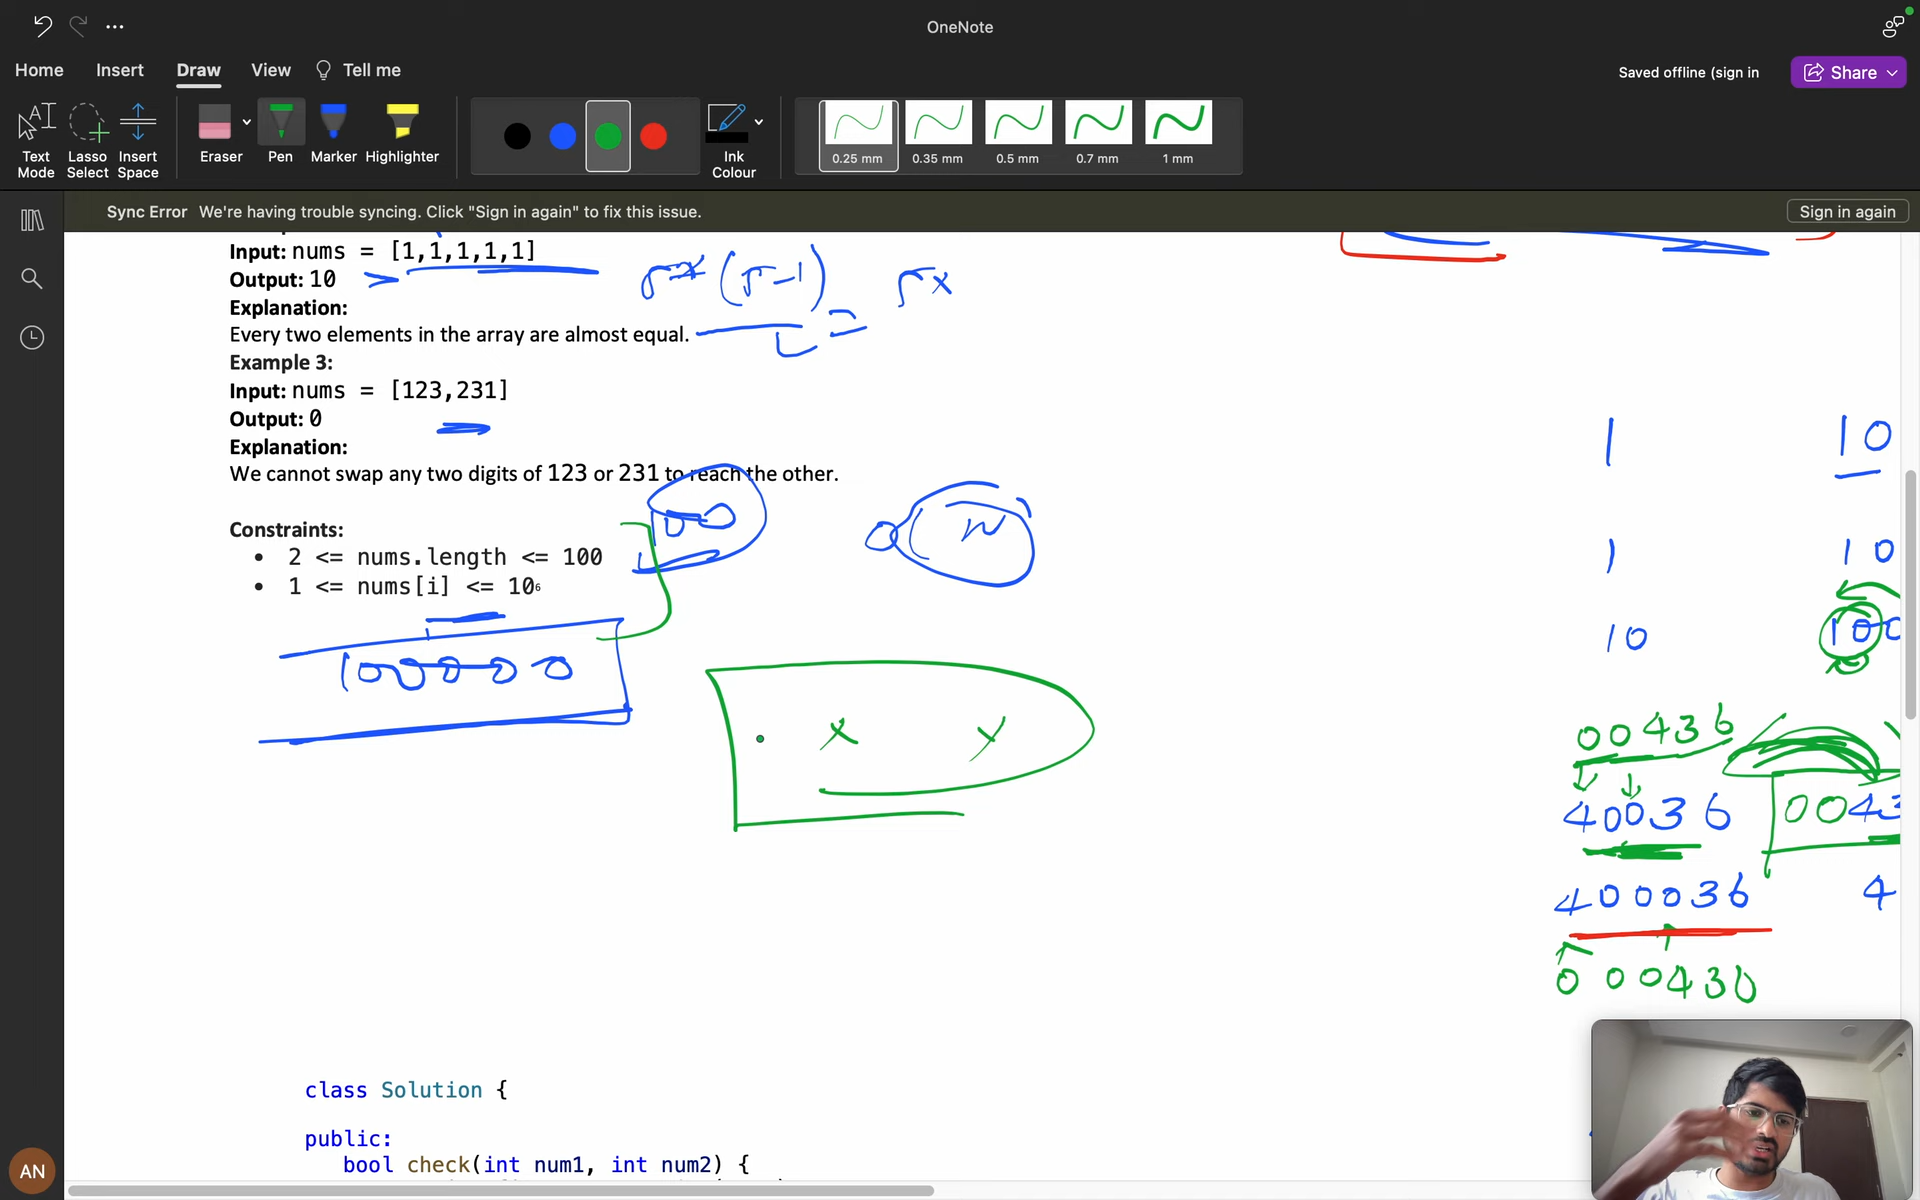 OneNote
Home Insert Draw View Tell me
Saved offline (sign in
Share
Text Mode
Lasso Select
Insert Space
Eraser
Pen
Marker
Highlighter
Ink Colour
0.25 mm
0.35 mm
0.5 mm
0.7 mm
1 mm
Sync Error We're having trouble syncing. Click "Sign in again" to fix this issue.
Sign in again
Input: nums = [1,1,1,1,1]
Output: 10
Explanation:
Every two elements in the array are almost equal.
Example 3:
Input: nums = [123,231]
Output: 0
Explanation:
We cannot swap any two digits of 123 or 231 to reach the other.
Constraints:
• 2 <= nums.length <= 100
• 1 <= nums[i] <= 10⁶
100000
x y
N
1 10
1 10
10 100
00436
40036 0043
400036 4
000436
class Solution {
public:
bool check(int num1, int num2) {
AN